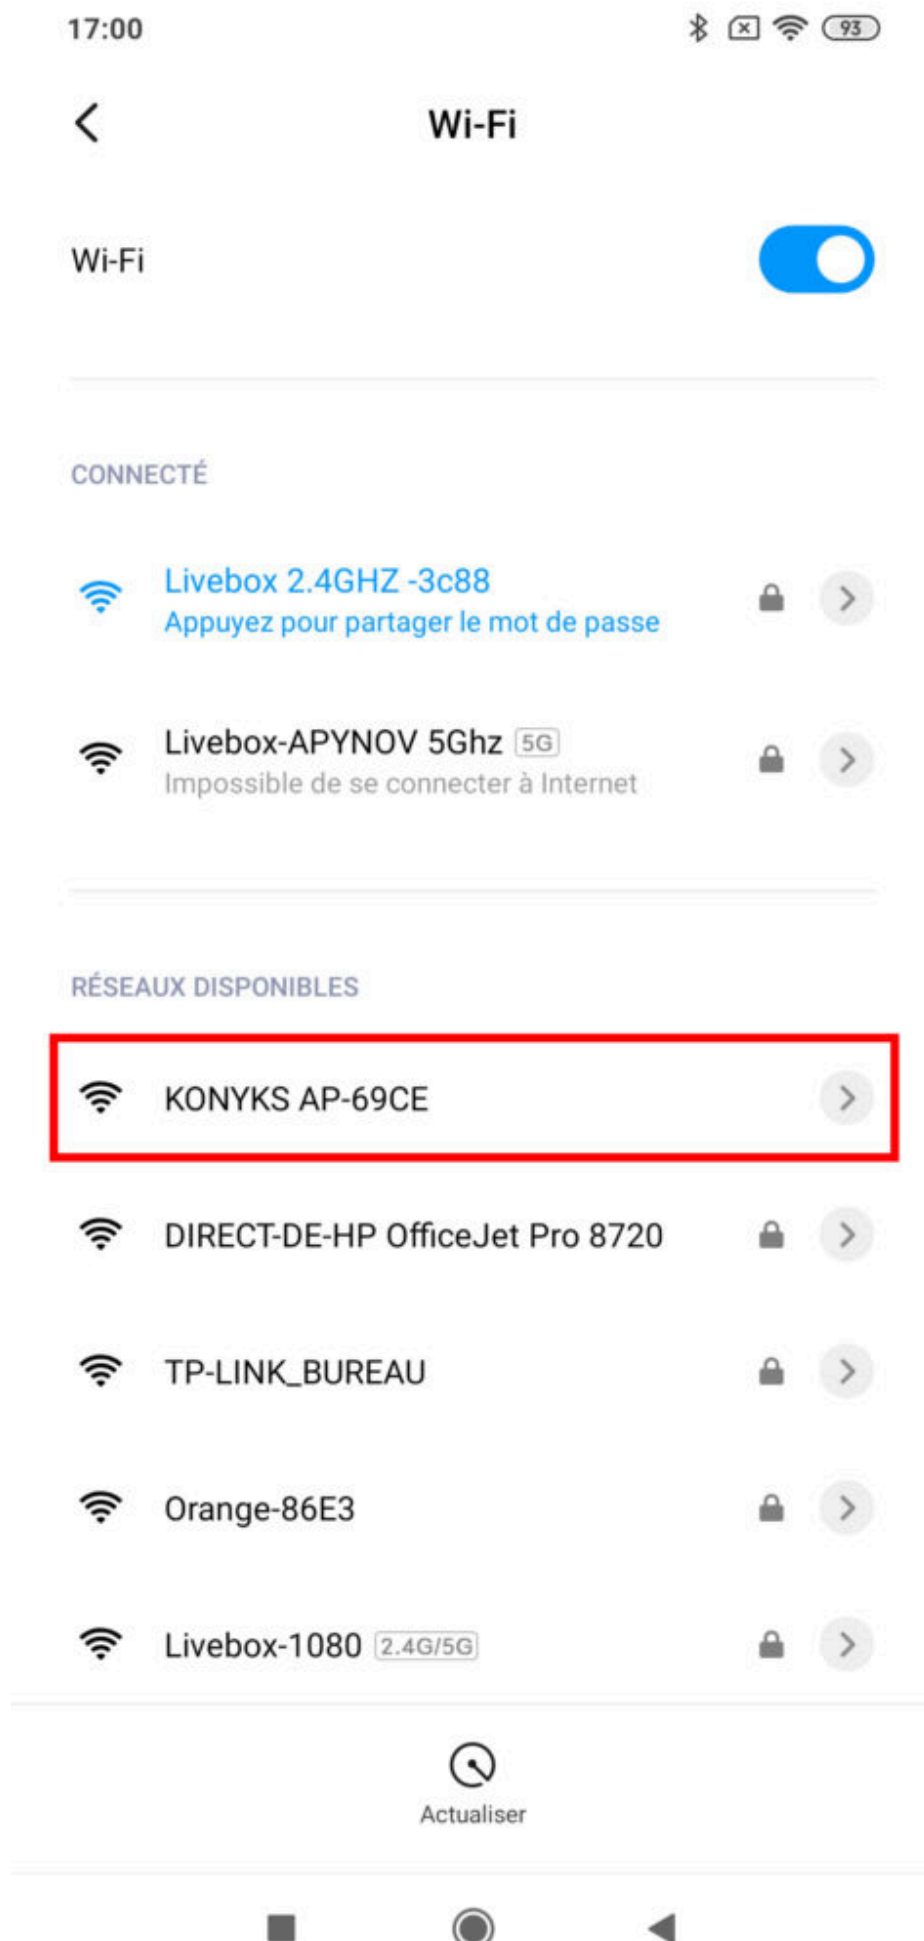 17:00
93
Wi-Fi
Wi-Fi
CONNECTÉ
Livebox 2.4GHZ -3c88
Appuyez pour partager le mot de passe
Livebox-APYNOV 5Ghz 5G
Impossible de se connecter à Internet
RÉSEAUX DISPONIBLES
KONYKS AP-69CE
DIRECT-DE-HP OfficeJet Pro 8720
TP-LINK_BUREAU
Orange-86E3
Livebox-1080 2.4G/5G
Actualiser